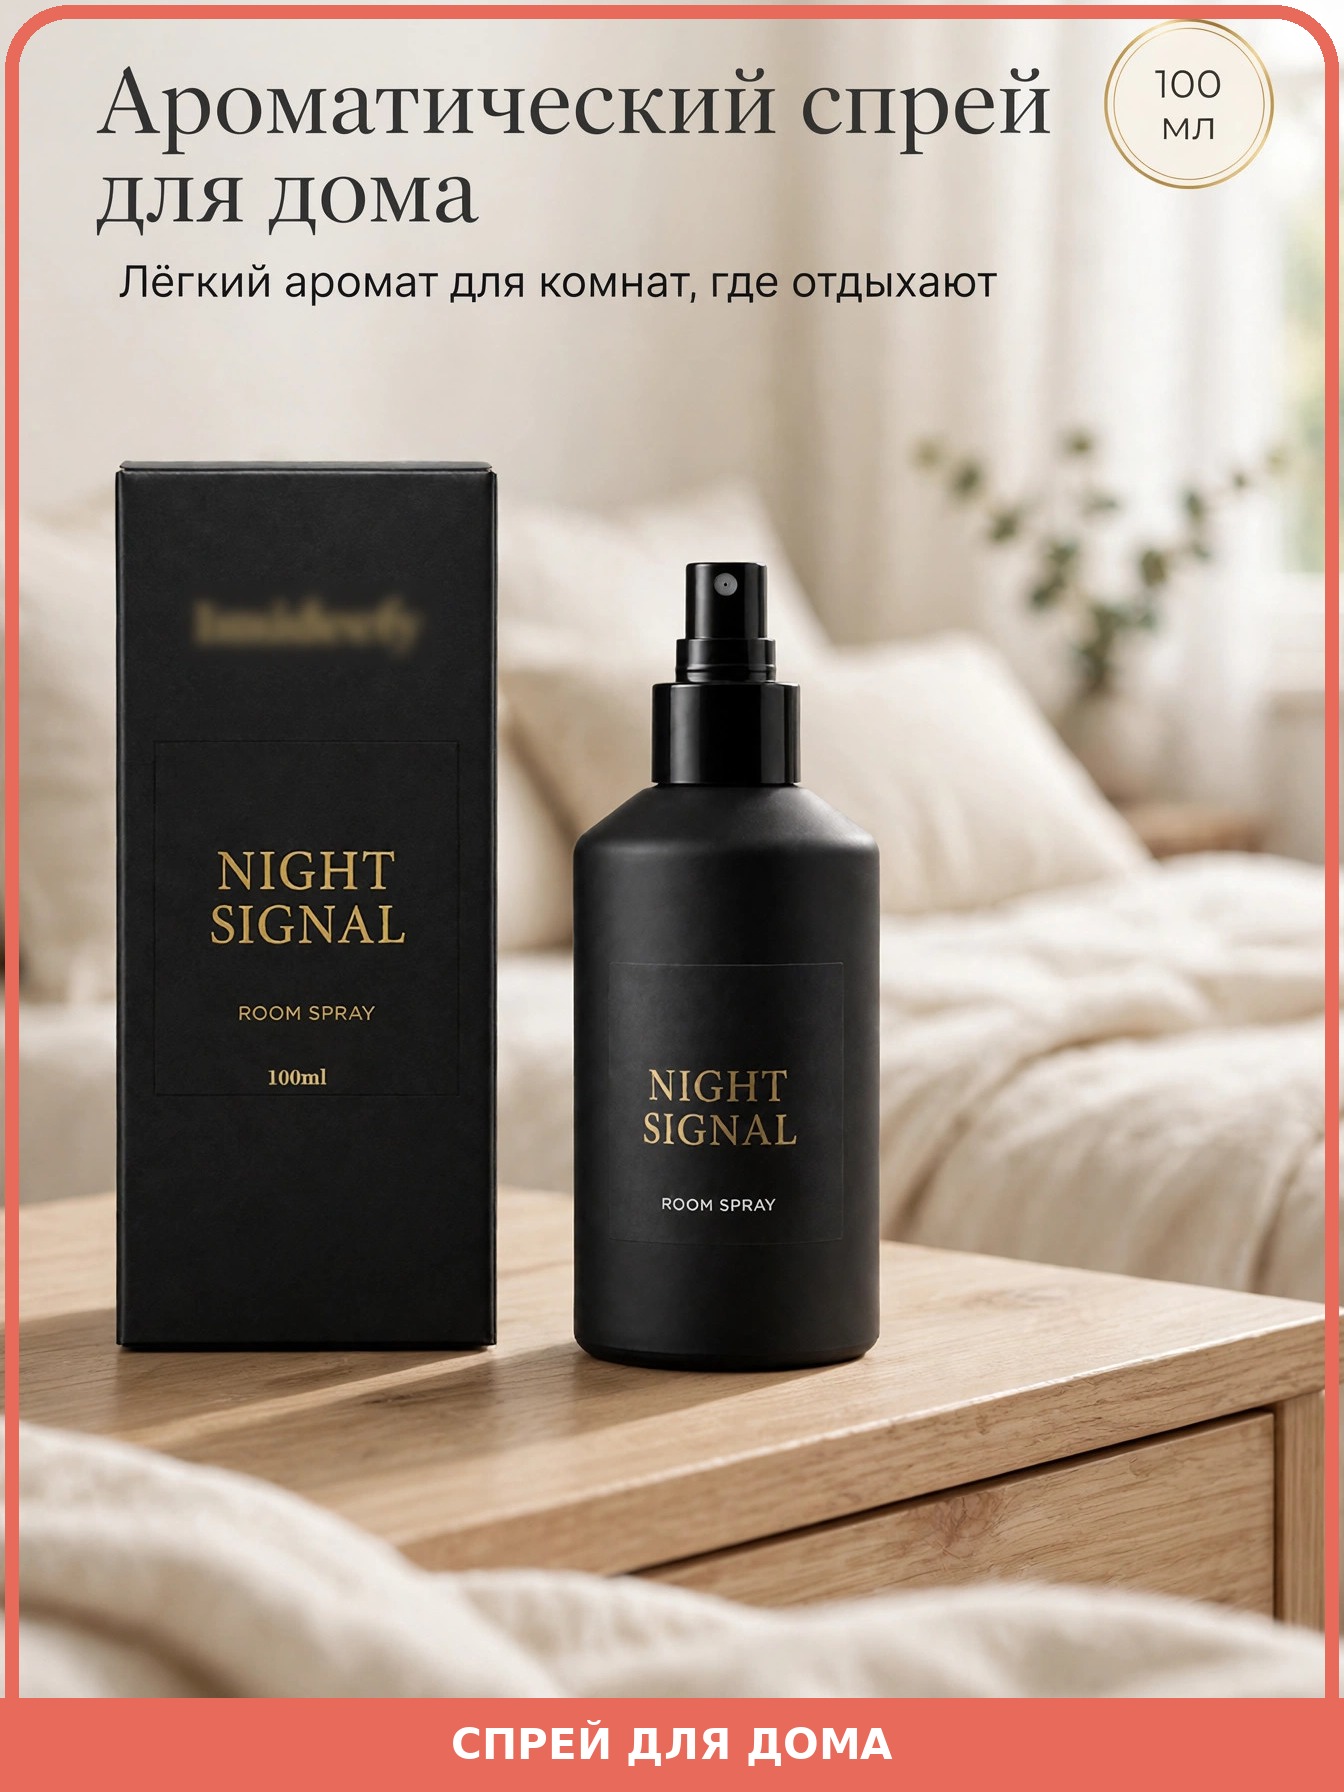 Ароматический спрей
для дома
100
мл
Лёгкий аромат для комнат, где отдыхают
NIGHT
SIGNAL
ROOM SPRAY
100ml
NIGHT
SIGNAL
ROOM SPRAY
СПРЕЙ ДЛЯ ДОМА